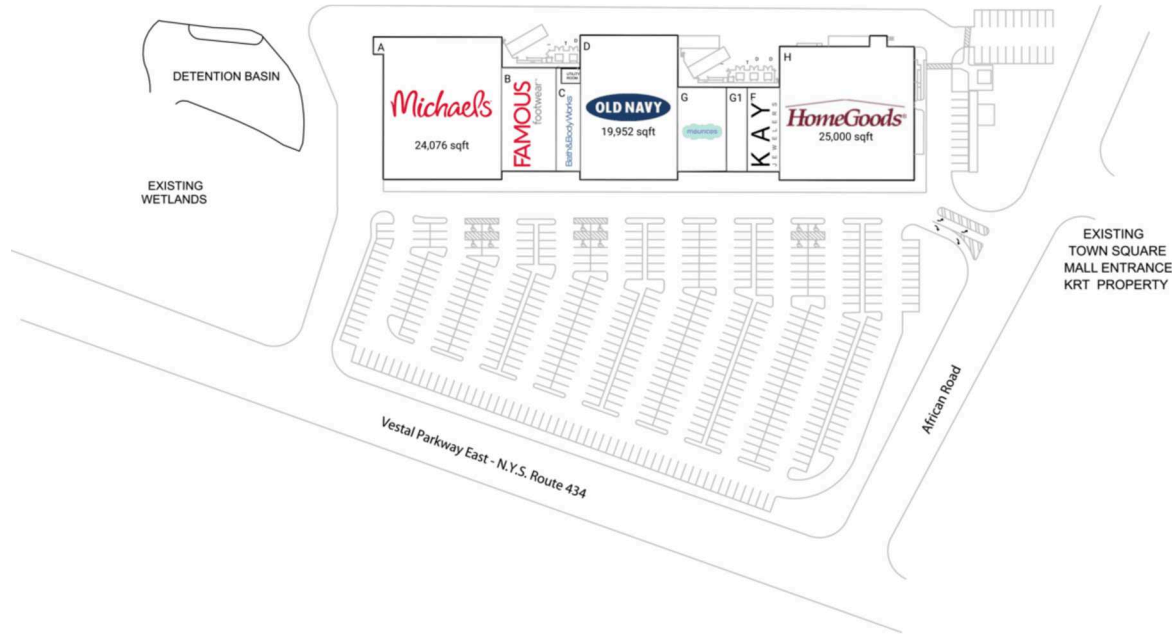 DETENTION BASIN
EXISTING
WETLANDS
A
Michaels
24,076 sqft
B
FAMOUS
footwear
UTILITY
ROOM
C
Bath&BodyWorks
D
OLD NAVY
19,952 sqft
G
maurices
G1
F
KAY
JEWELERS
H
HomeGoods
25,000 sqft
EXISTING
TOWN SQUARE
MALL ENTRANCE
KRT PROPERTY
African Road
Vestal Parkway East - N.Y.S. Route 434